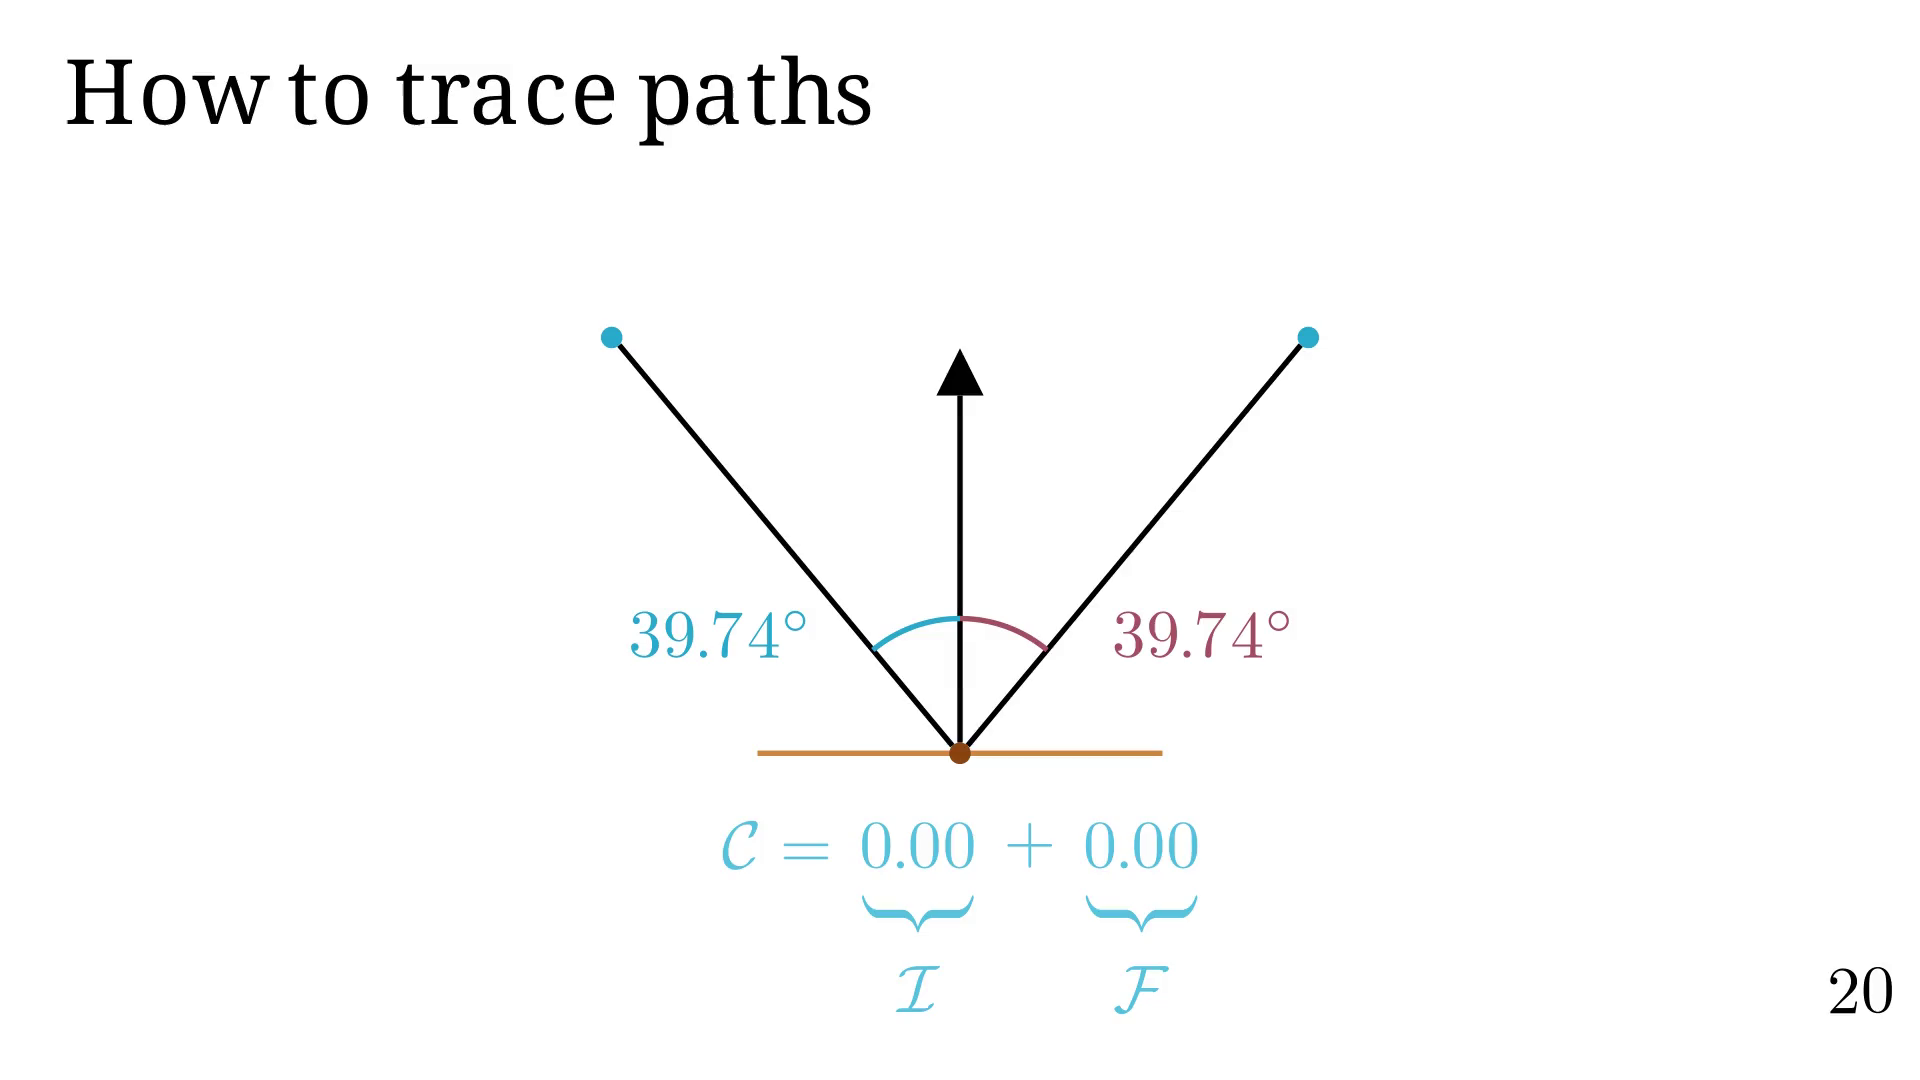 How to trace paths
39.74° 39.74°
𝒞 = 0.00 + 0.00
ℐ ℱ
20